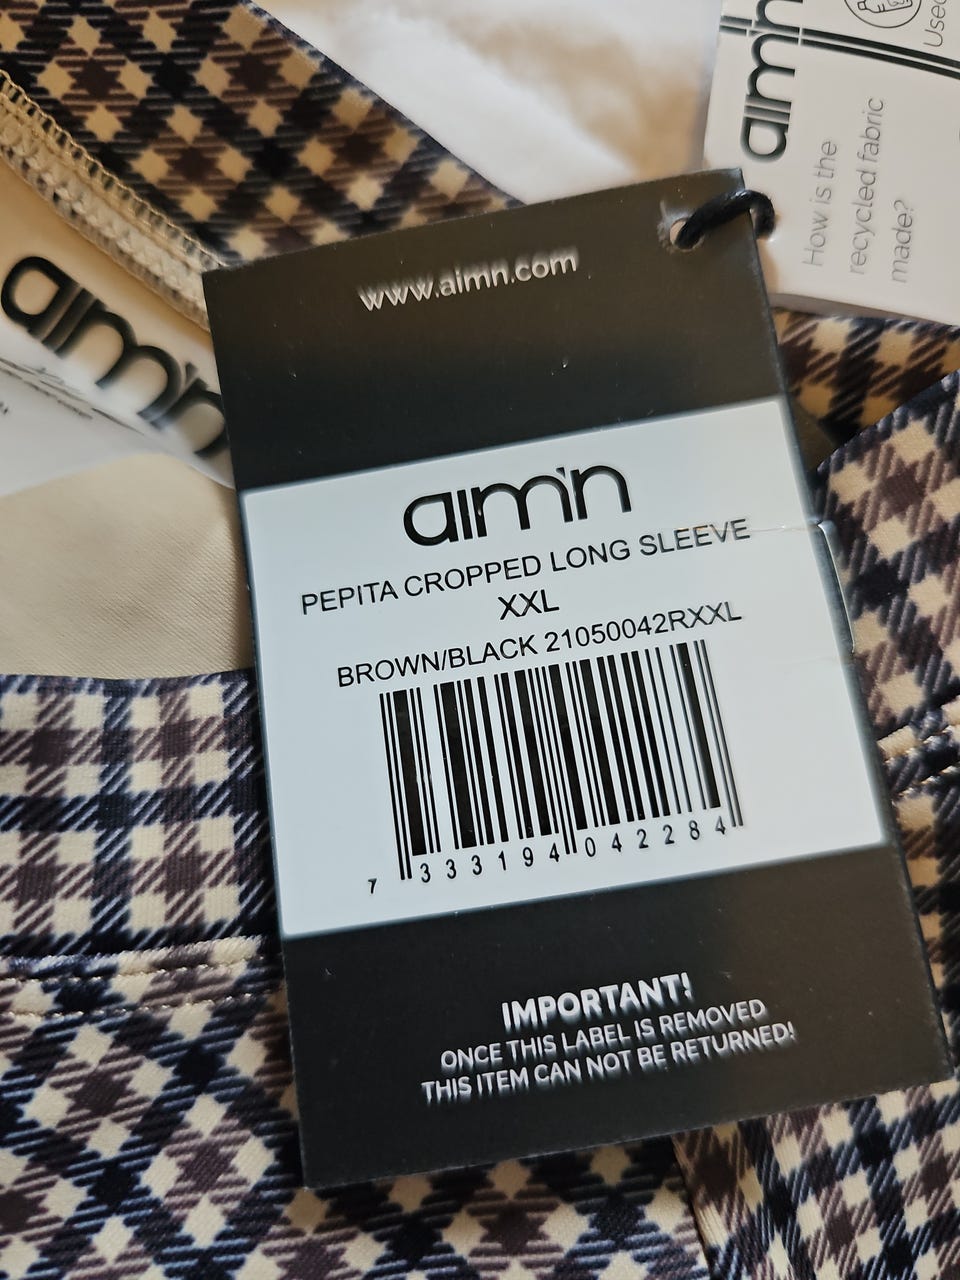 aim'n
How is the
recycled fabric
made?
Used
aim'n
www.aimn.com
aim'n
PEPITA CROPPED LONG SLEEVE
XXL
BROWN/BLACK 21050042RXXL
7 333194 042284
IMPORTANT!
ONCE THIS LABEL IS REMOVED
THIS ITEM CAN NOT BE RETURNED!